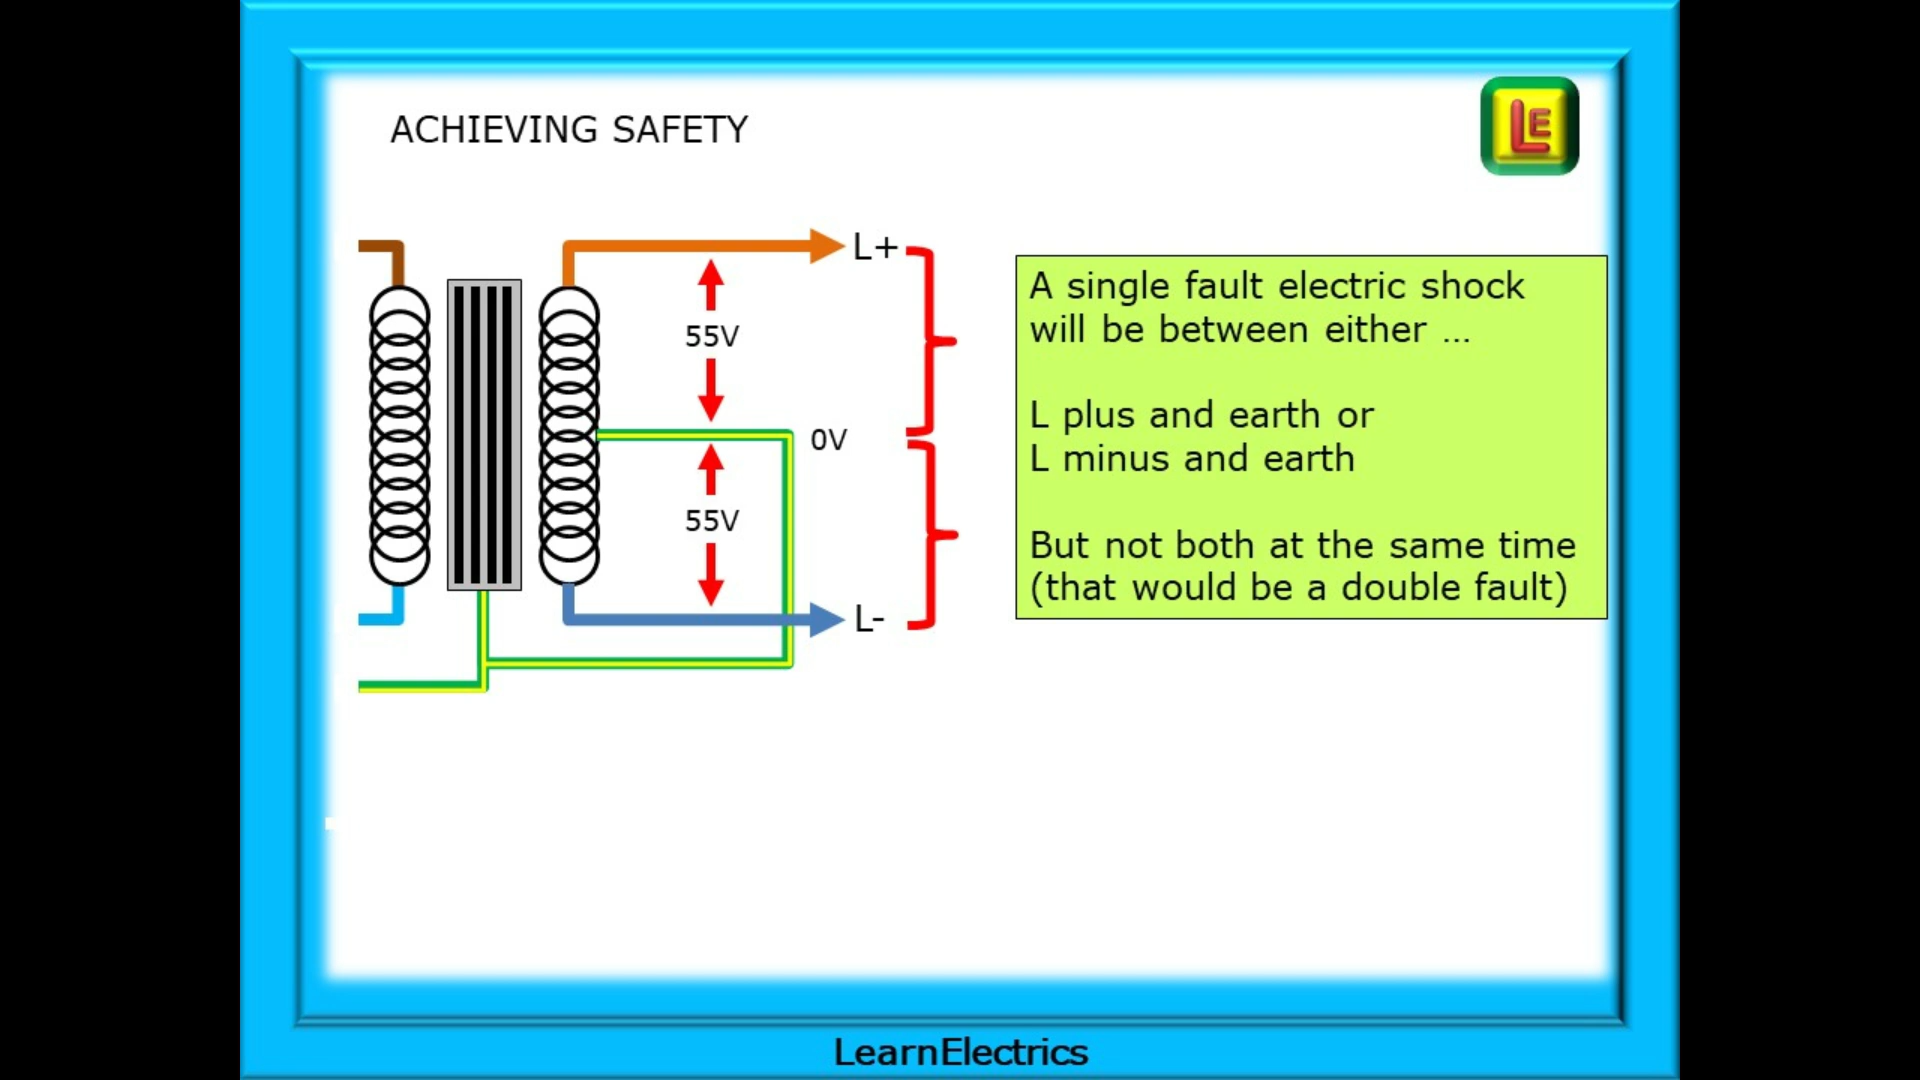 ACHIEVING SAFETY
LE
L+
55V
0V
55V
L-
A single fault electric shock
will be between either ...
L plus and earth or
L minus and earth
But not both at the same time
(that would be a double fault)
LearnElectrics